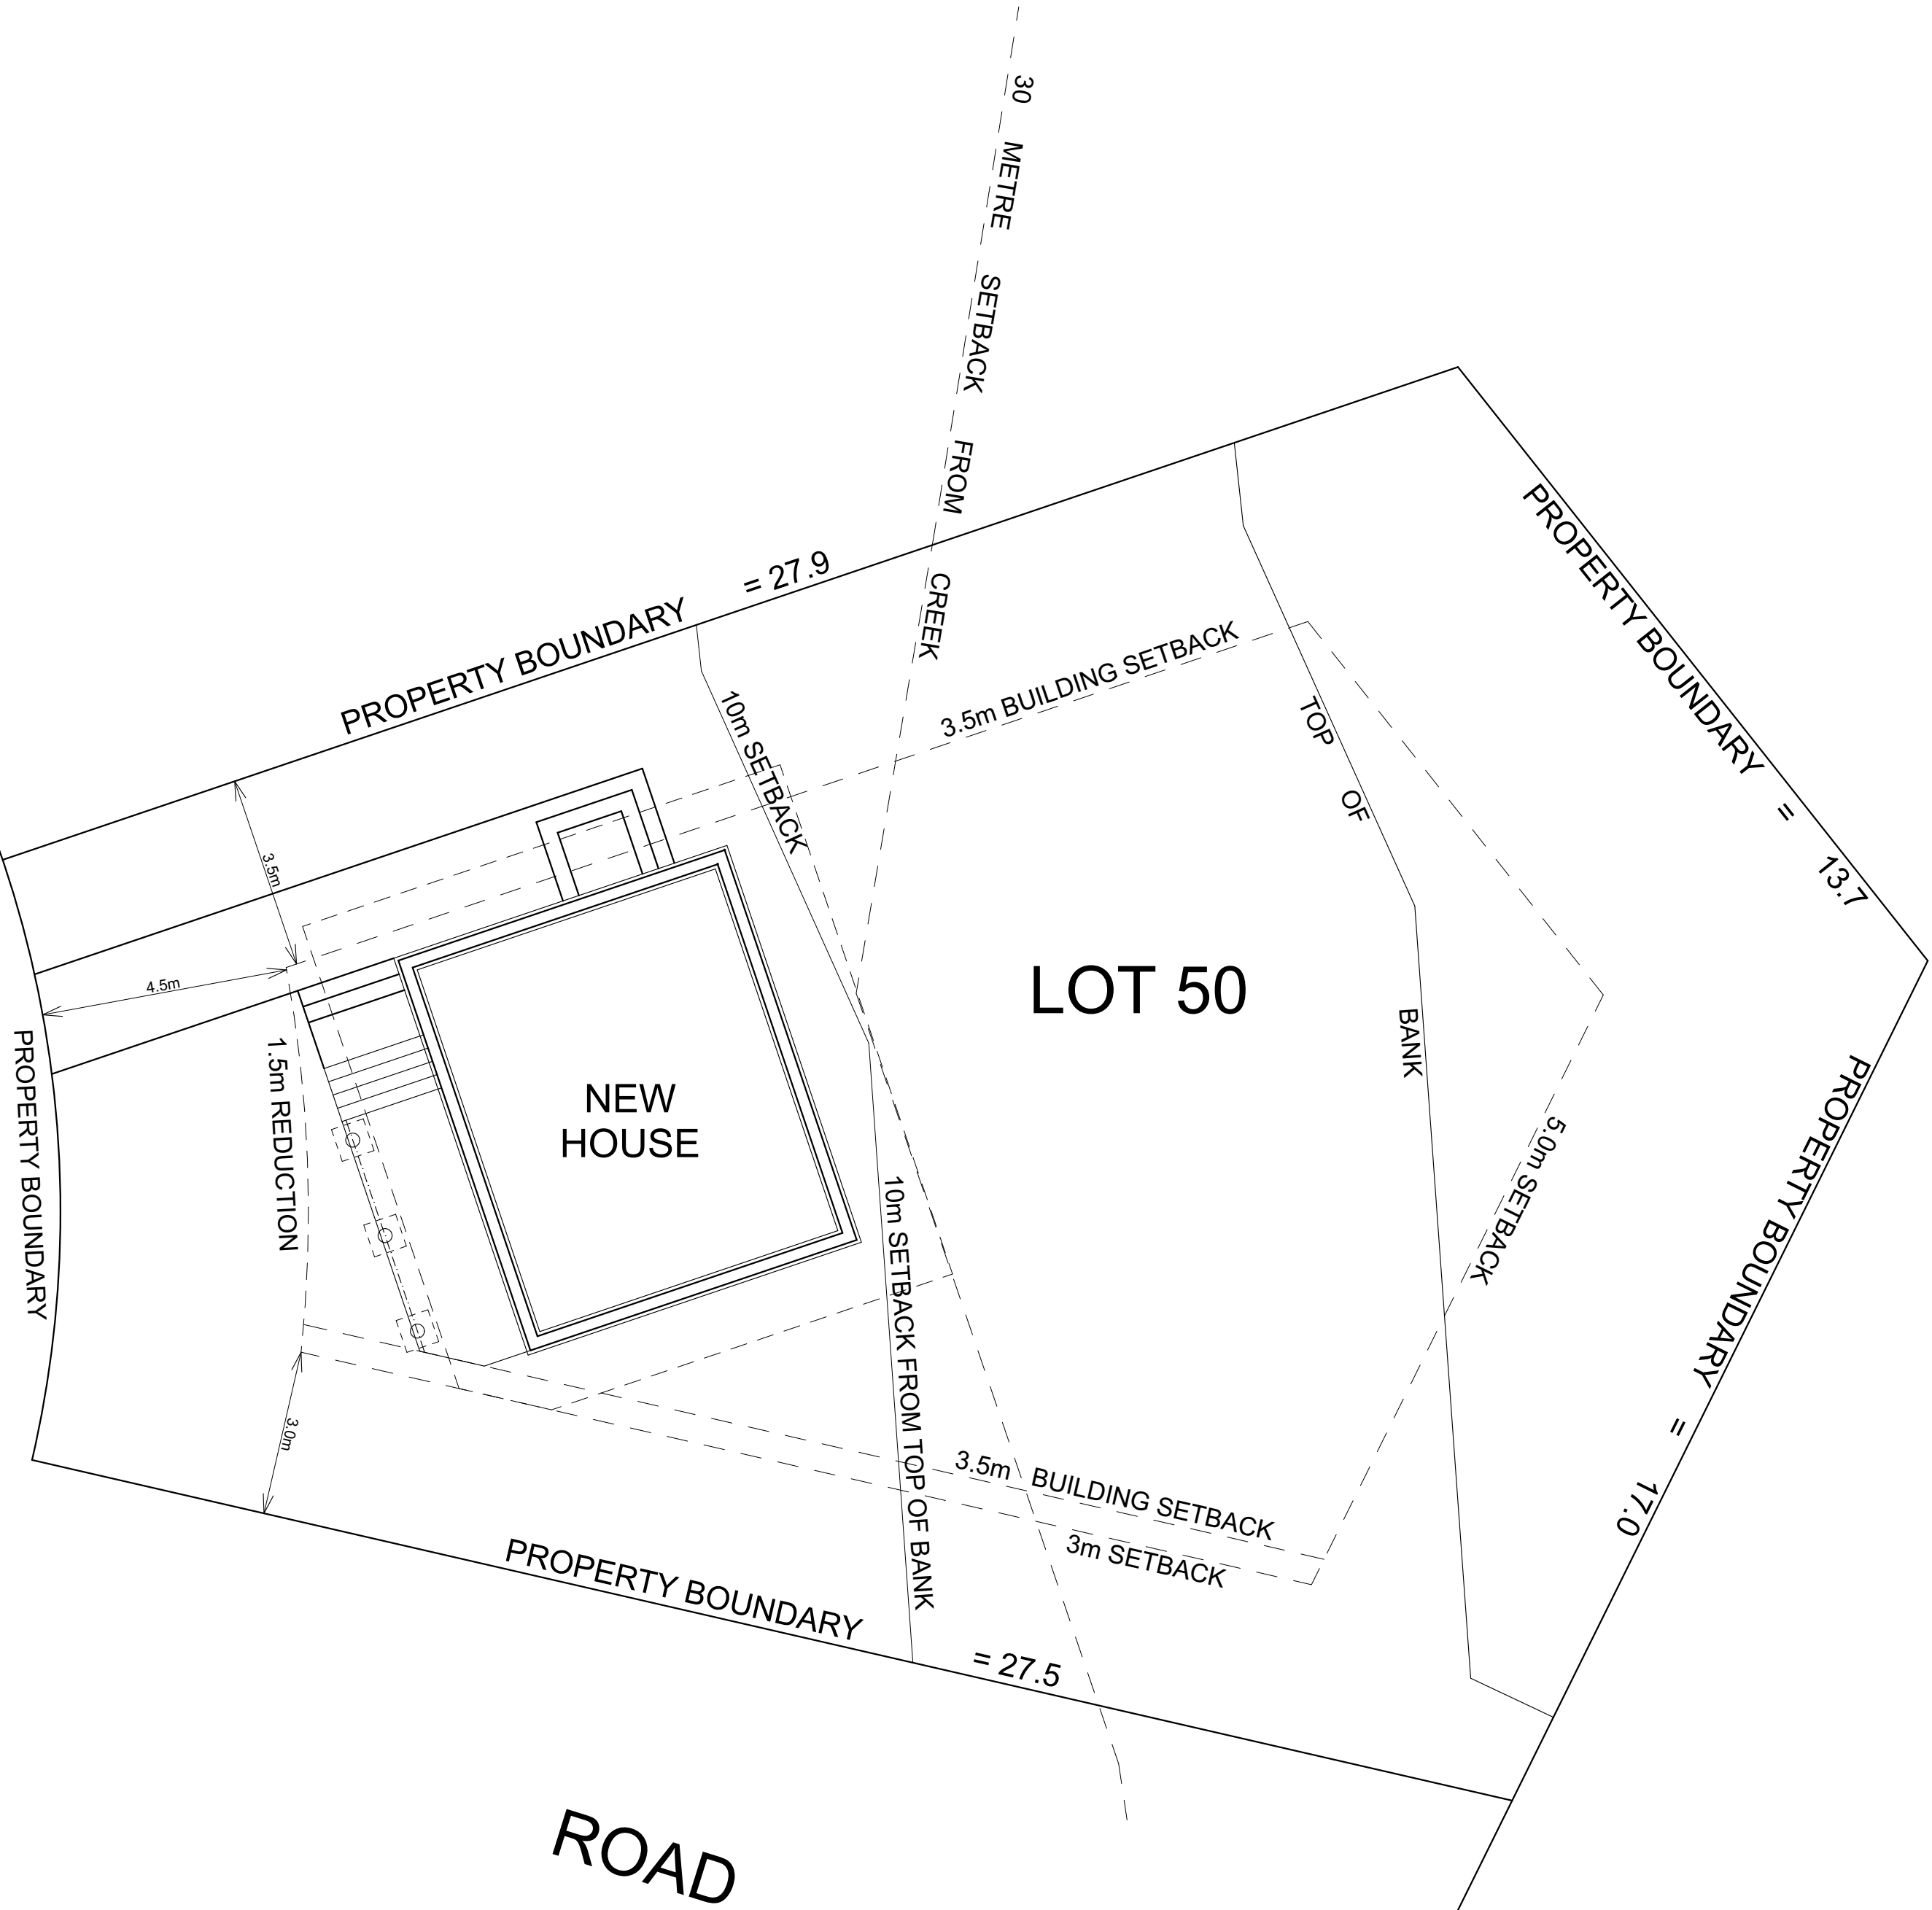 30 METRE SETBACK FROM CREEK
PROPERTY BOUNDARY = 27.9
PROPERTY BOUNDARY = 13.7
10m SETBACK
3.5m BUILDING SETBACK
TOP OF BANK
3.5m
4.5m
LOT 50
PROPERTY BOUNDARY
1.5m REDUCTION
NEW
HOUSE
5.0m SETBACK
PROPERTY BOUNDARY = 17.0
10m SETBACK FROM TOP OF BANK
3.0m
3.5m BUILDING SETBACK
3m SETBACK
PROPERTY BOUNDARY = 27.5
ROAD